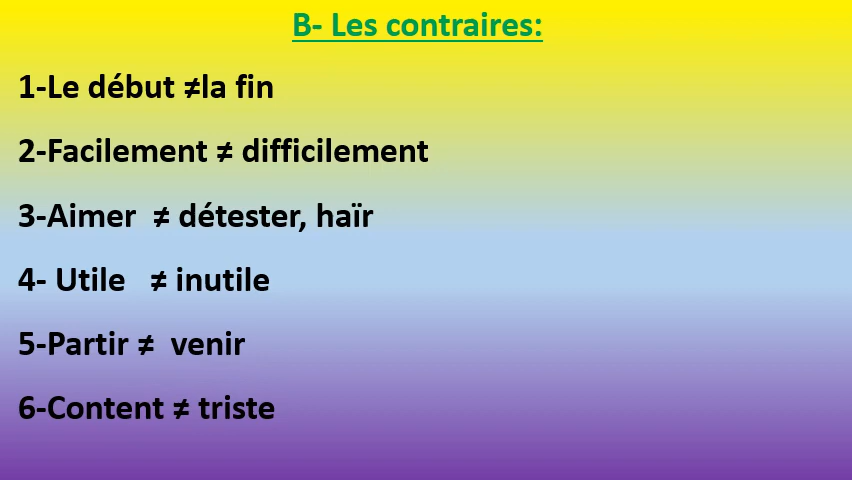 B- Les contraires:
1-Le début ≠la fin
2-Facilement ≠ difficilement
3-Aimer ≠ détester, haïr
4- Utile ≠ inutile
5-Partir ≠ venir
6-Content ≠ triste